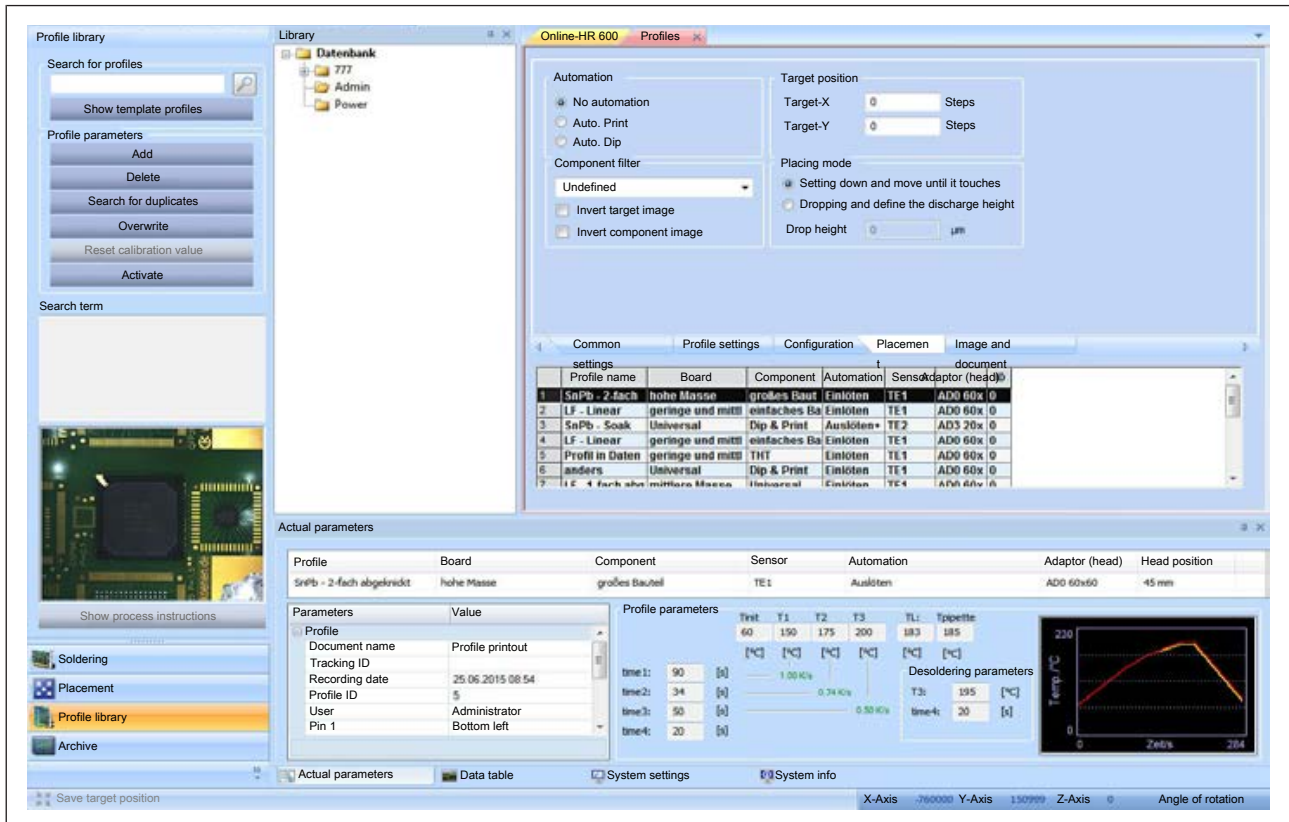 Profile library
Search for profiles
Show template profiles
Profile parameters
Add
Delete
Search for duplicates
Overwrite
Reset calibration value
Activate
Search term
Show process instructions
Soldering
Placement
Profile library
Archive
Save target position
Library
Datenbank
777
Admin
Power
Online-HR 600 Profiles
Automation
No automation
Auto. Print
Auto. Dip
Component filter
Undefined
Invert target image
Invert component image
Target position
Target-X 0 Steps
Target-Y 0 Steps
Placing mode
Setting down and move until it touches
Dropping and define the discharge height
Drop height 0 µm
Common settings Profile settings Configuration Placement Image and document
Profile name Board Component Automation Sensor Adaptor (head)
1 SnPb - 2-fach hohe Masse großes Baut Einlöten TE1 AD0 60x 0
2 LF - Linear geringe und mittl einfaches Ba Einlöten TE1 AD0 60x 0
3 SnPb - Soak Universal Dip & Print Auslöten+ TE2 AD3 20x 0
4 LF - Linear geringe und mittl einfaches Ba Einlöten TE1 AD0 60x 0
5 Profil in Daten geringe und mittl THT Einlöten TE1 AD0 60x 0
6 anders Universal Dip & Print Einlöten TE1 AD0 60x 0
7 LF - 1 fach abg mittlere Masse Universal Einlöten TE1 AD0 60x 0
Actual parameters
Profile Board Component Sensor Automation Adaptor (head) Head position
SnPb - 2-fach abgeknickt hohe Masse großes Bauteil TE1 Auslöten AD0 60x60 45 mm
Parameters Value
Profile
Document name Profile printout
Tracking ID
Recording date 25.06.2015 08:54
Profile ID 5
User Administrator
Pin 1 Bottom left
Profile parameters
Tinit T1 T2 T3 TL: Tpipette
60 150 175 200 183 185
[°C] [°C] [°C] [°C] [°C] [°C]
time1: 90 [s] 1.00 K/s
time2: 34 [s] 0.74 K/s
time3: 50 [s] 0.50 K/s
time4: 20 [s]
Desoldering parameters
T3: 195 [°C]
time4: 20 [s]
230
Temp./°C
0
0 Zeit/s 284
Actual parameters Data table System settings System info
X-Axis -760000 Y-Axis 150999 Z-Axis 0 Angle of rotation